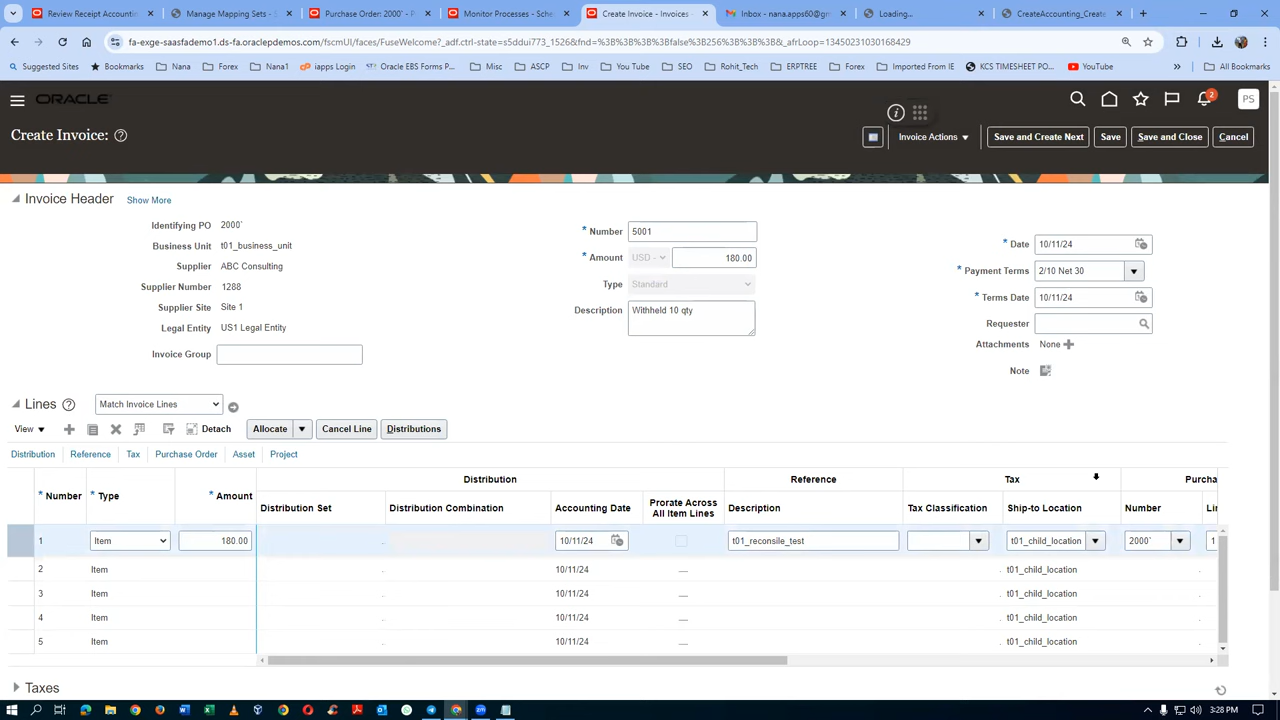 Review Receipt Accountin
Manage Mapping Sets - S
Purchase Order: 2000` - P
Monitor Processes - Sche
Create Invoice - Invoices -
Inbox - nana.apps60@gm
Loading...
CreateAccounting_Create
fa-exge-saasfademo1.ds-fa.oraclepdemos.com/fscmUI/faces/FuseWelcome?_adf.ctrl-state=s5ddui773_1526&fnd=%3B%3B%3B%3Bfalse%3B256%3B%3B%3B&_afrLoop=13450231030168429
Suggested Sites
Bookmarks
Nana
Forex
Nana1
iapps Login
Oracle EBS Forms P...
Misc
ASCP
Inv
You Tube
SEO
Rohit_Tech
ERPTREE
Forex
Imported From IE
KCS TIMESHEET PO...
YouTube
All Bookmarks
ORACLE
2
PS
Create Invoice:
Invoice Actions
Save and Create Next
Save
Save and Close
Cancel
Invoice Header Show More
Identifying PO 2000`
Business Unit t01_business_unit
Supplier ABC Consulting
Supplier Number 1288
Supplier Site Site 1
Legal Entity US1 Legal Entity
Invoice Group
* Number 5001
* Amount USD - 180.00
Type Standard
Description Withheld 10 qty
* Date 10/11/24
* Payment Terms 2/10 Net 30
* Terms Date 10/11/24
Requester
Attachments None
Note
Lines Match Invoice Lines
View Detach Allocate Cancel Line Distributions
Distribution Reference Tax Purchase Order Asset Project
Distribution Reference Tax Purcha
* Number * Type * Amount Distribution Set Distribution Combination Accounting Date Prorate Across All Item Lines Description Tax Classification Ship-to Location Number Lir
1 Item 180.00 10/11/24 t01_reconsile_test t01_child_location 2000` 1
2 Item 10/11/24 t01_child_location
3 Item 10/11/24 t01_child_location
4 Item 10/11/24 t01_child_location
5 Item 10/11/24 t01_child_location
Taxes
3:28 PM